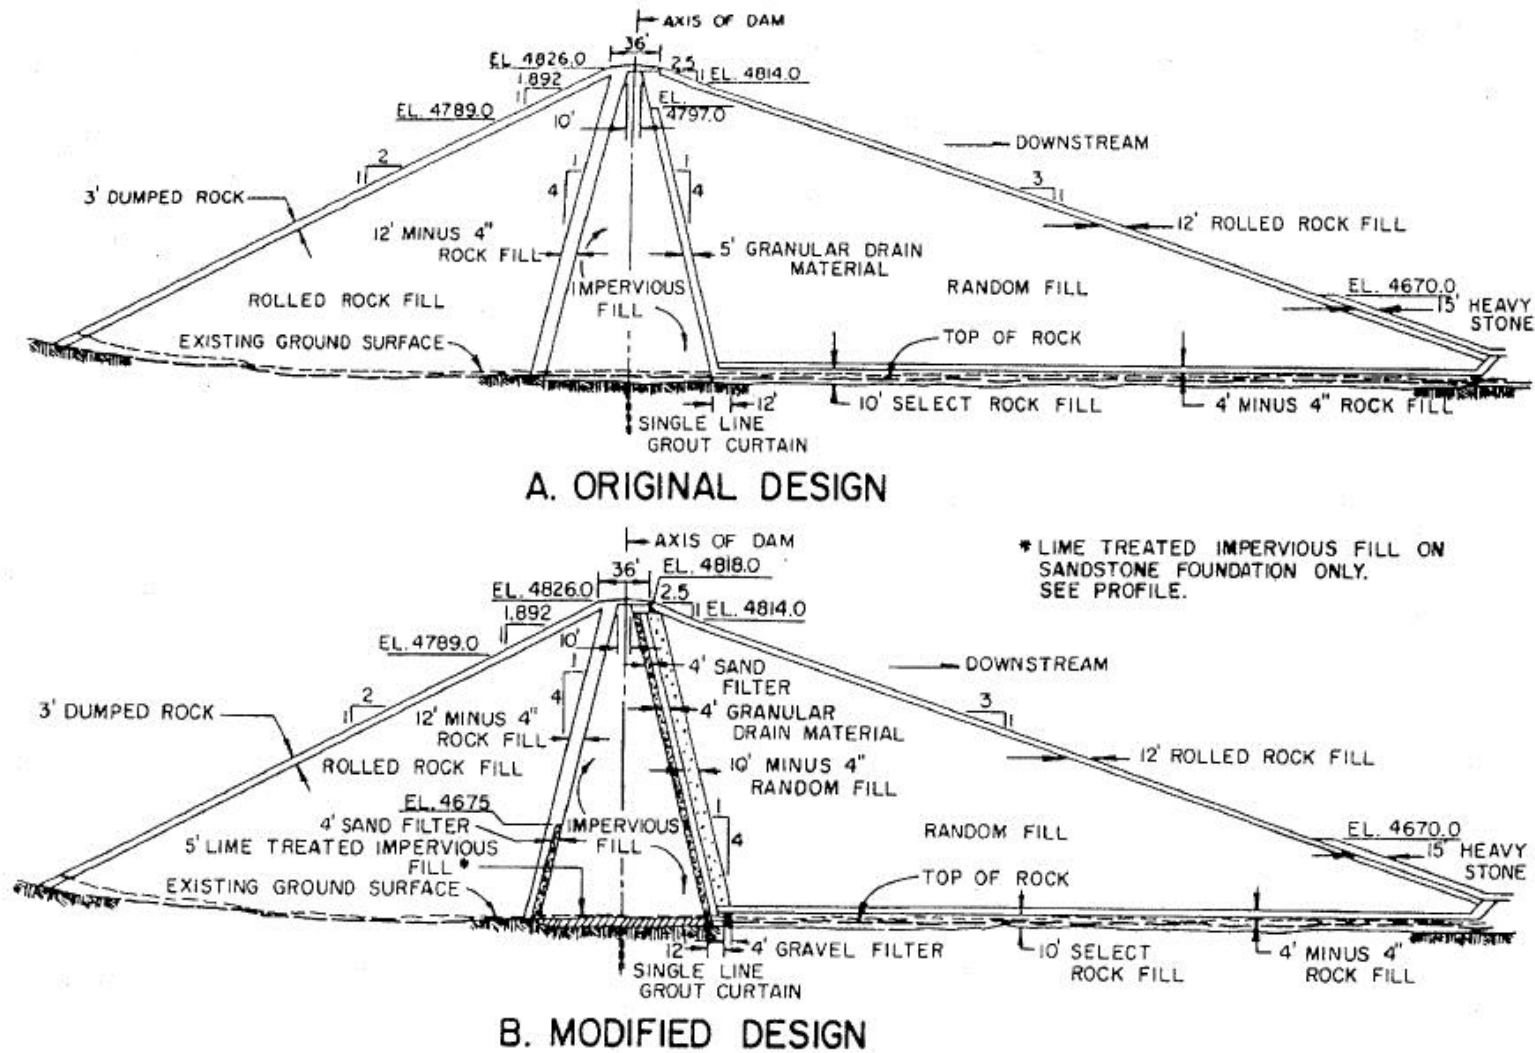 AXIS OF DAM
36'
EL. 4826.0
2.5
1
EL. 4814.0
1.892
1
EL. 4789.0
EL.
4797.0
10'
DOWNSTREAM
2
1
1
4
1
4
3
1
3' DUMPED ROCK
12' MINUS 4"
ROCK FILL
5' GRANULAR DRAIN
MATERIAL
12' ROLLED ROCK FILL
ROLLED ROCK FILL
IMPERVIOUS
FILL
RANDOM FILL
EL. 4670.0
15' HEAVY
STONE
EXISTING GROUND SURFACE
TOP OF ROCK
12'
10' SELECT ROCK FILL
4' MINUS 4" ROCK FILL
SINGLE LINE
GROUT CURTAIN
A. ORIGINAL DESIGN
AXIS OF DAM
* LIME TREATED IMPERVIOUS FILL ON
SANDSTONE FOUNDATION ONLY.
SEE PROFILE.
36'
EL. 4818.0
EL. 4826.0
2.5
1
EL. 4814.0
1.892
1
EL. 4789.0
10'
4' SAND
FILTER
DOWNSTREAM
2
1
1
4
3
1
3' DUMPED ROCK
12' MINUS 4"
ROCK FILL
4' GRANULAR
DRAIN MATERIAL
12' ROLLED ROCK FILL
ROLLED ROCK FILL
10' MINUS 4"
RANDOM FILL
EL. 4675
4' SAND FILTER
IMPERVIOUS
FILL
1
4
RANDOM FILL
EL. 4670.0
15' HEAVY
STONE
5' LIME TREATED IMPERVIOUS
FILL *
EXISTING GROUND SURFACE
TOP OF ROCK
12
4' GRAVEL FILTER
10' SELECT
ROCK FILL
4' MINUS 4"
ROCK FILL
SINGLE LINE
GROUT CURTAIN
B. MODIFIED DESIGN